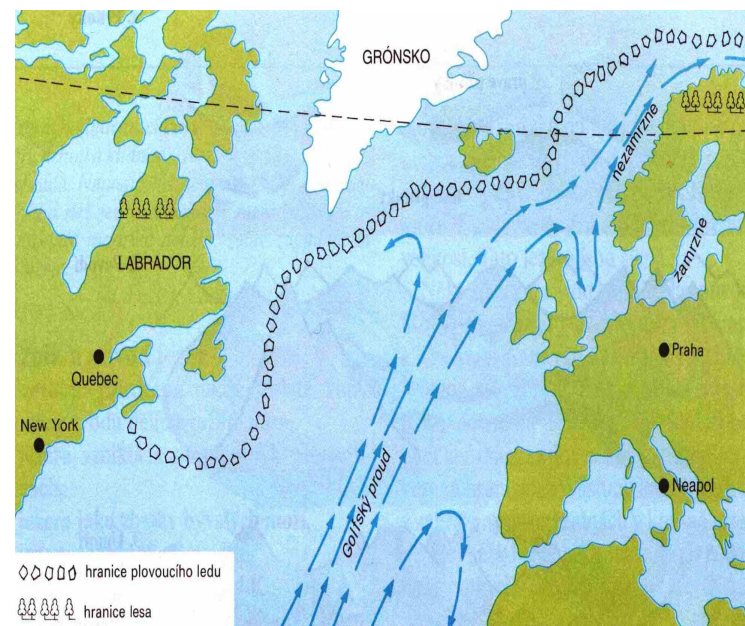 GRÓNSKO
nezamrzne
LABRADOR
zamrzne
Quebec
Praha
New York
Golfský proud
Neapol
hranice plovoucího ledu
hranice lesa